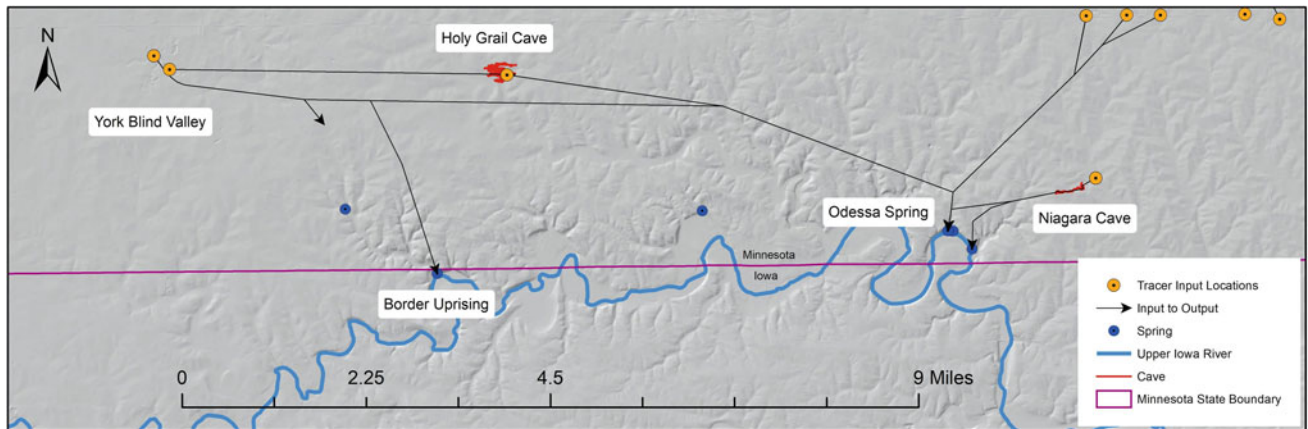 N
Holy Grail Cave
York Blind Valley
Odessa Spring
Niagara Cave
Minnesota
Iowa
Border Uprising
0 2.25 4.5 9 Miles
Tracer Input Locations
Input to Output
Spring
Upper Iowa River
Cave
Minnesota State Boundary